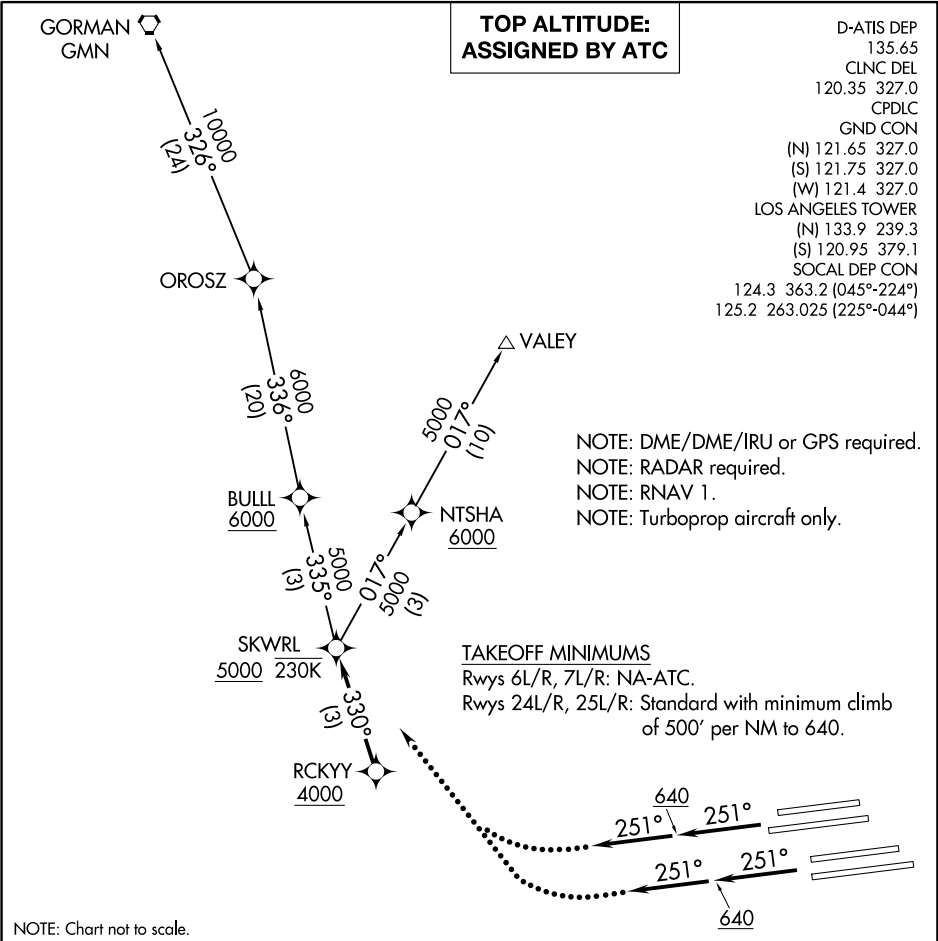 TOP ALTITUDE:
ASSIGNED BY ATC
D-ATIS DEP
135.65
CLNC DEL
120.35 327.0
CPDLC
GND CON
(N) 121.65 327.0
(S) 121.75 327.0
(W) 121.4 327.0
LOS ANGELES TOWER
(N) 133.9 239.3
(S) 120.95 379.1
SOCAL DEP CON
124.3 363.2 (045°-224°)
125.2 263.025 (225°-044°)
GORMAN
GMN
10000
326°
(24)
OROSZ
6000
336°
(20)
VALEY
5000
017°
(10)
BULLL
6000
NTSHA
6000
5000
335°
(3)
017°
5000
(3)
NOTE: DME/DME/IRU or GPS required.
NOTE: RADAR required.
NOTE: RNAV 1.
NOTE: Turboprop aircraft only.
SKWRL
5000 230K
330°
(3)
RCKYY
4000
TAKEOFF MINIMUMS
Rwys 6L/R, 7L/R: NA-ATC.
Rwys 24L/R, 25L/R: Standard with minimum climb
of 500' per NM to 640.
640
251° 251°
251° 251°
640
NOTE: Chart not to scale.